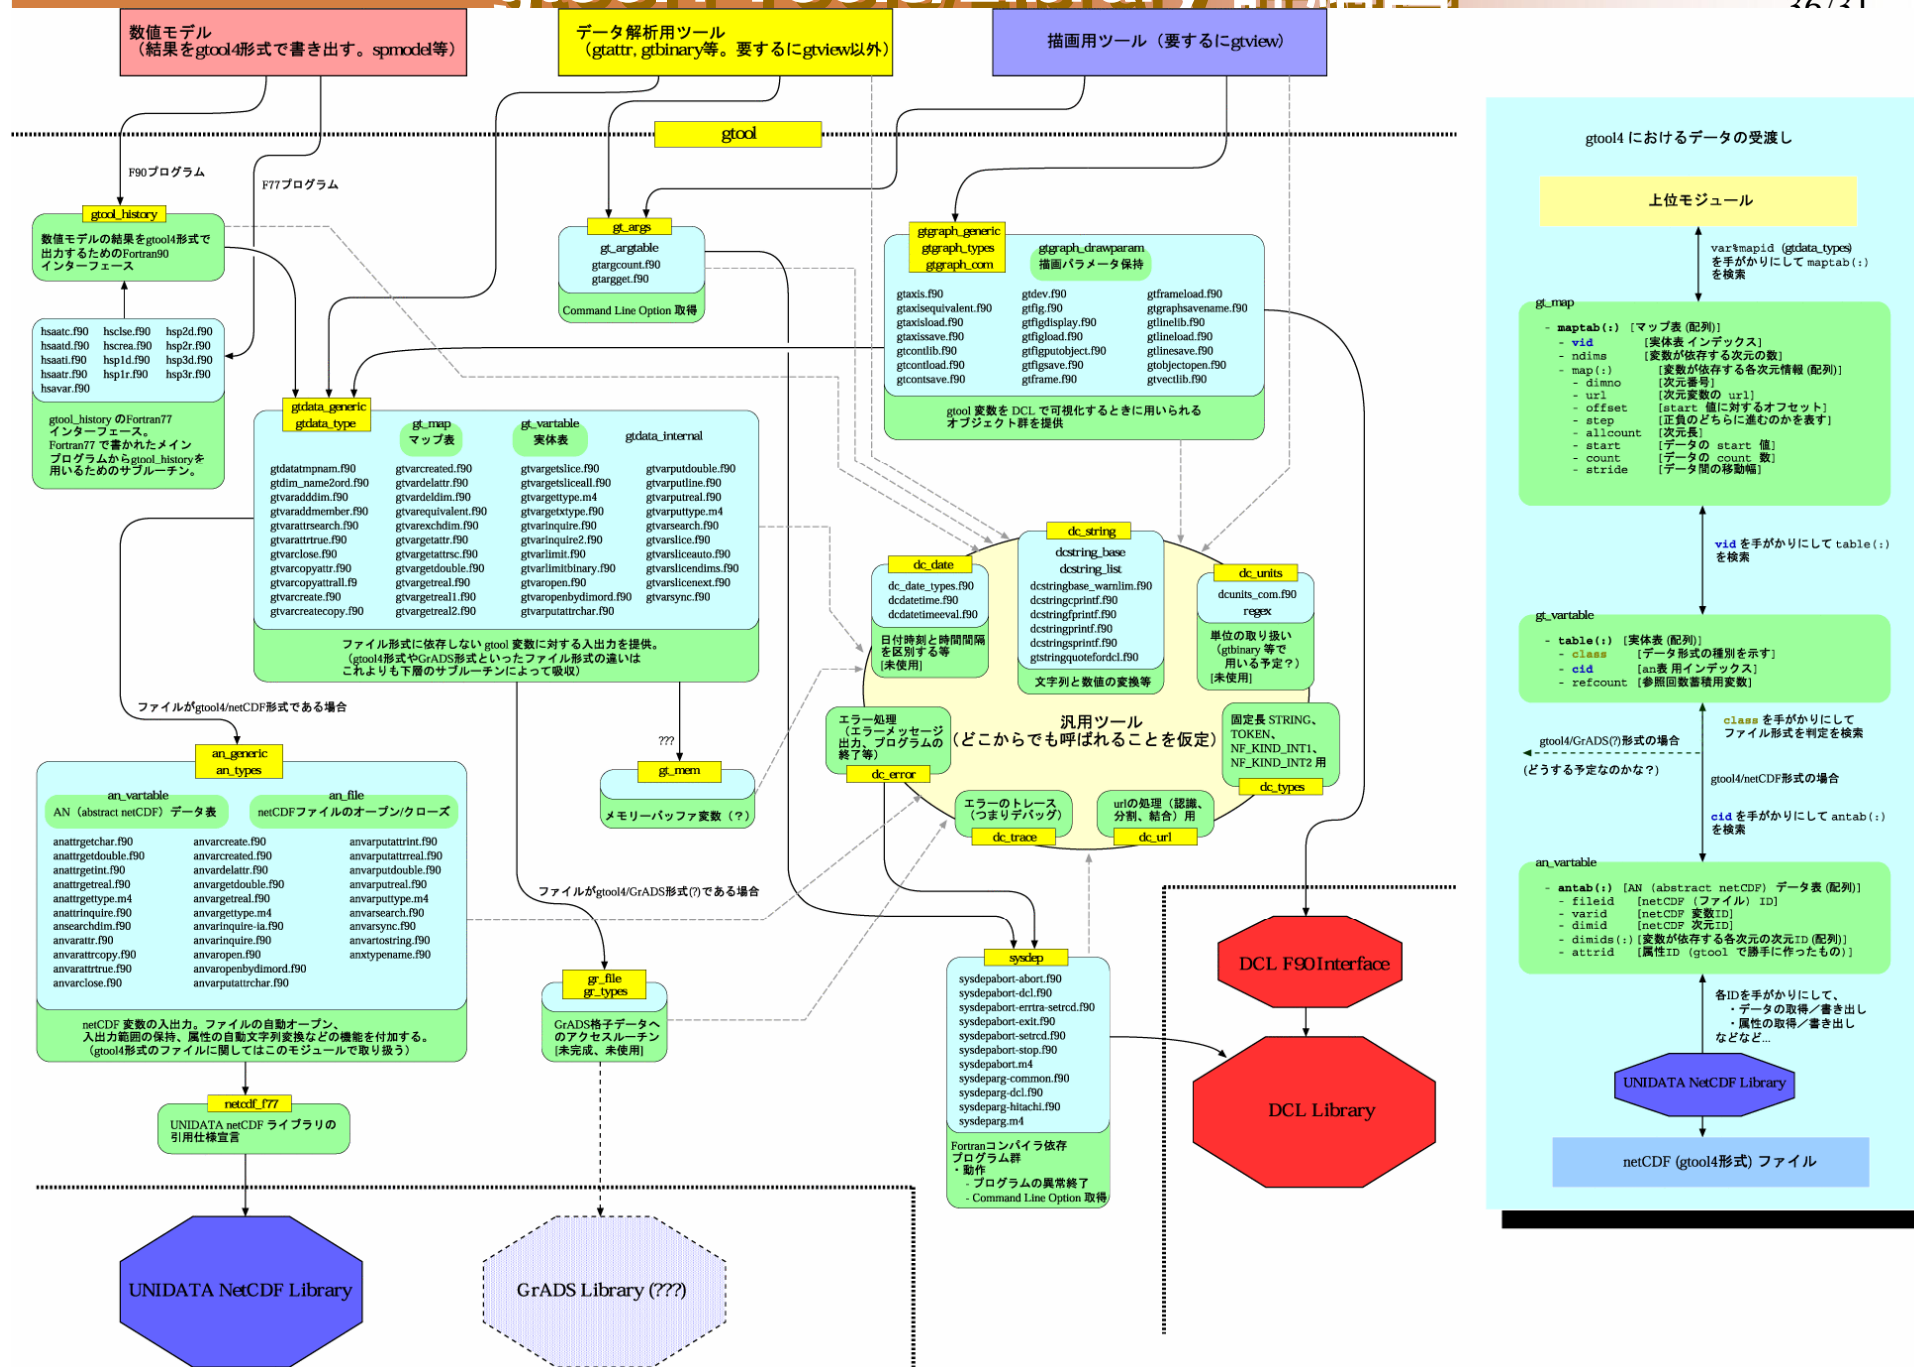 36/31
数値モデル
（結果をgtool4形式で書き出す。spmodel等）
データ解析用ツール
（gtattr, gtbinary等。要するにgtview以外）
描画用ツール（要するにgtview）
gtool
F90プログラム
F77プログラム
gtool_history
数値モデルの結果をgtool4形式で
出力するためのFortran90
インターフェース
hsaatc.f90 hsclse.f90 hsp2d.f90
hsaatd.f90 hscrea.f90 hsp2r.f90
hsaati.f90 hsp1d.f90 hsp3d.f90
hsaatr.f90 hsp1r.f90 hsp3r.f90
hsavar.f90
gtool_history のFortran77
インターフェース。
Fortran77 で書かれたメイン
プログラムからgtool_historyを
用いるためのサブルーチン。
gt_args
gt_argtable
gtargcount.f90
gtargget.f90
Command Line Option 取得
gtgraph_generic
gtgraph_types
gtgraph_com
gtgraph_drawparam
描画パラメータ保持
gtaxis.f90 gtdev.f90 gtframeload.f90
gtaxisequivalent.f90 gtfig.f90 gtgraphsavename.f90
gtaxisload.f90 gtfigdisplay.f90 gtlinelib.f90
gtaxissave.f90 gtfigload.f90 gtlineload.f90
gtcontlib.f90 gtfigputobject.f90 gtlinesave.f90
gtcontload.f90 gtfigsave.f90 gtobjectopen.f90
gtcontsave.f90 gtframe.f90 gtvectlib.f90
gtool 変数を DCL で可視化するときに用いられる
オブジェクト群を提供
gtdata_generic
gtdata_type
gt_map
マップ表
gt_vartable
実体表
gtdata_internal
gtdatatmpnam.f90 gtvarcreated.f90 gtvargetslice.f90 gtvarputdouble.f90
gtdim_name2ord.f90 gtvardelattr.f90 gtvargetsliceall.f90 gtvarputline.f90
gtvaradddim.f90 gtvardeldim.f90 gtvargettype.m4 gtvarputreal.f90
gtvaraddmember.f90 gtvarequivalent.f90 gtvargetxtype.f90 gtvarputtype.m4
gtvarattrsearch.f90 gtvarexchdim.f90 gtvarinquire.f90 gtvarsearch.f90
gtvarattrtrue.f90 gtvargetattr.f90 gtvarinquire2.f90 gtvarslice.f90
gtvarclose.f90 gtvargetattrsc.f90 gtvarlimit.f90 gtvarsliceauto.f90
gtvarcopyattr.f90 gtvargetdouble.f90 gtvarlimitbinary.f90 gtvarslicendims.f90
gtvarcopyattrall.f9 gtvargetreal.f90 gtvaropen.f90 gtvarslicenext.f90
gtvarcreate.f90 gtvargetreal1.f90 gtvaropenbydimord.f90 gtvarsync.f90
gtvarcreatecopy.f90 gtvargetreal2.f90 gtvarputattrchar.f90
ファイル形式に依存しない gtool 変数に対する入出力を提供。
（gtool4形式やGrADS形式といったファイル形式の違いは
これよりも下層のサブルーチンによって吸収）
dc_date
dc_date_types.f90
dcdatetime.f90
dcdatetimeeval.f90
日付時刻と時間間隔
を区別する等
[未使用]
dc_string
dcstring_base
dcstring_list
dcstringbase_warnlim.f90
dcstringcprintf.f90
dcstringfprintf.f90
dcstringprintf.f90
dcstringsprintf.f90
gtstringquotefordcl.f90
文字列と数値の変換等
dc_units
dcunits_com.f90
regex
単位の取り扱い
（gtbinary 等で
用いる予定？）
[未使用]
汎用ツール
（どこからでも呼ばれることを仮定）
エラー処理
（エラーメッセージ
出力、プログラムの
終了等）
dc_error
固定長 STRING、
TOKEN、
NF_KIND_INT1、
NF_KIND_INT2 用
dc_types
エラーのトレース
（つまりデバッグ）
dc_trace
urlの処理（認識、
分割、結合）用
dc_url
ファイルがgtool4/netCDF形式である場合
???
gt_mem
メモリーバッファ変数（？）
an_generic
an_types
an_vartable
AN（abstract netCDF）データ表
an_file
netCDFファイルのオープン/クローズ
anattrgetchar.f90 anvarcreate.f90 anvarputattrint.f90
anattrgetdouble.f90 anvarcreated.f90 anvarputattrreal.f90
anattrgetint.f90 anvardelattr.f90 anvarputdouble.f90
anattrgetreal.f90 anvargetdouble.f90 anvarputreal.f90
anattrgettype.m4 anvargetreal.f90 anvarputtype.m4
anattrinquire.f90 anvargettype.m4 anvarsearch.f90
ansearchdim.f90 anvarinquire-ia.f90 anvarsync.f90
anvarattr.f90 anvarinquire.f90 anvartostring.f90
anvarattrcopy.f90 anvaropen.f90 anxtypename.f90
anvarattrtrue.f90 anvaropenbydimord.f90
anvarclose.f90 anvarputattrchar.f90
netCDF 変数の入出力。ファイルの自動オープン、
入出力範囲の保持、属性の自動文字列変換などの機能を付加する。
（gtool4形式のファイルに関してはこのモジュールで取り扱う）
ファイルがgtool4/GrADS形式(?)である場合
gr_file
gr_types
GrADS格子データへ
のアクセスルーチン
[未完成、未使用]
sysdep
sysdepabort-abort.f90
sysdepabort-dcl.f90
sysdepabort-errtra-setrcd.f90
sysdepabort-exit.f90
sysdepabort-setrcd.f90
sysdepabort-stop.f90
sysdepabort.m4
sysdeparg-common.f90
sysdeparg-dcl.f90
sysdeparg-hitachi.f90
sysdeparg.m4
Fortranコンパイラ依存
プログラム群
・動作
- プログラムの異常終了
- Command Line Option 取得
netcdf_f77
UNIDATA netCDF ライブラリの
引用仕様宣言
UNIDATA NetCDF Library
GrADS Library (???)
DCL F90 Interface
DCL Library
gtool4 におけるデータの受渡し
上位モジュール
var%mapid (gtdata_types)
を手がかりにして maptab(:)
を検索
gt_map
- maptab(:) [マップ表 (配列)]
- vid [実体表 インデックス]
- ndims [変数が依存する次元の数]
- map(:) [変数が依存する各次元情報 (配列)]
- dimno [次元番号]
- url [次元変数の url]
- offset [start 値に対するオフセット]
- step [正負のどちらに進むのかを表す]
- allcount [次元長]
- start [データの start 値]
- count [データの count 数]
- stride [データ間の移動幅]
vid を手がかりにして table(:)
を検索
gt_vartable
- table(:) [実体表 (配列)]
- class [データ形式の種別を示す]
- cid [an表 用インデックス]
- refcount [参照回数蓄積用変数]
class を手がかりにして
ファイル形式を判定を検索
gtool4/GrADS(?)形式の場合
(どうする予定なのかな？)
gtool4/netCDF形式の場合
cid を手がかりにして antab(:)
を検索
an_vartable
- antab(:) [AN (abstract netCDF) データ表 (配列)]
- fileid [netCDF (ファイル) ID]
- varid [netCDF 変数ID]
- dimid [netCDF 次元ID]
- dimids(:) [変数が依存する各次元の次元ID (配列)]
- attrid [属性ID (gtool で勝手に作ったもの)]
各IDを手がかりにして、
・データの取得／書き出し
・属性の取得／書き出し
などなど...
UNIDATA NetCDF Library
netCDF (gtool4形式) ファイル